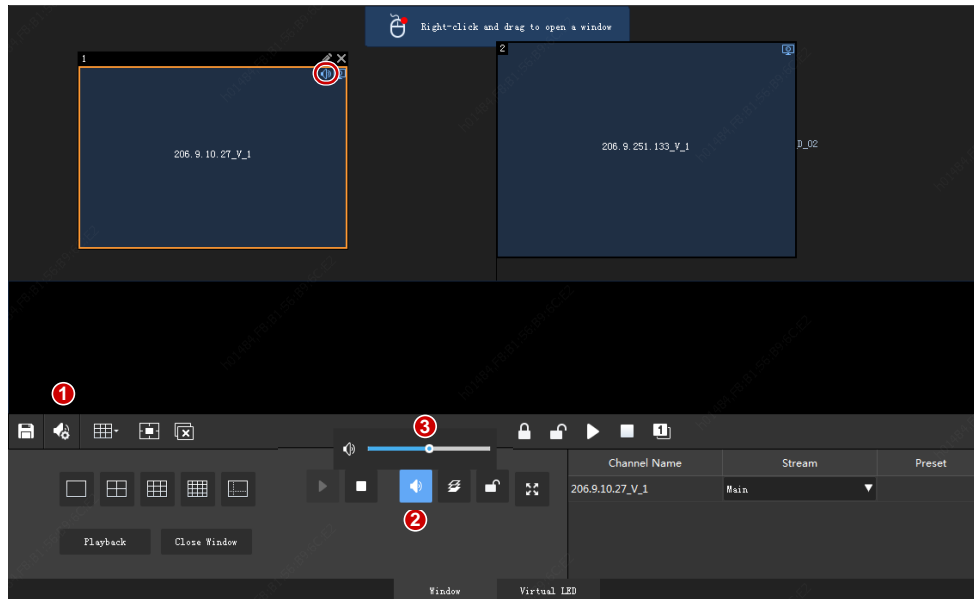 Right-click and drag to open a window
1
2
206.9.10.27_V_1
206.9.251.133_V_1
D_02
1
1
3
Channel Name Stream Preset
206.9.10.27_V_1 Main
2
Playback Close Window
Window Virtual LED